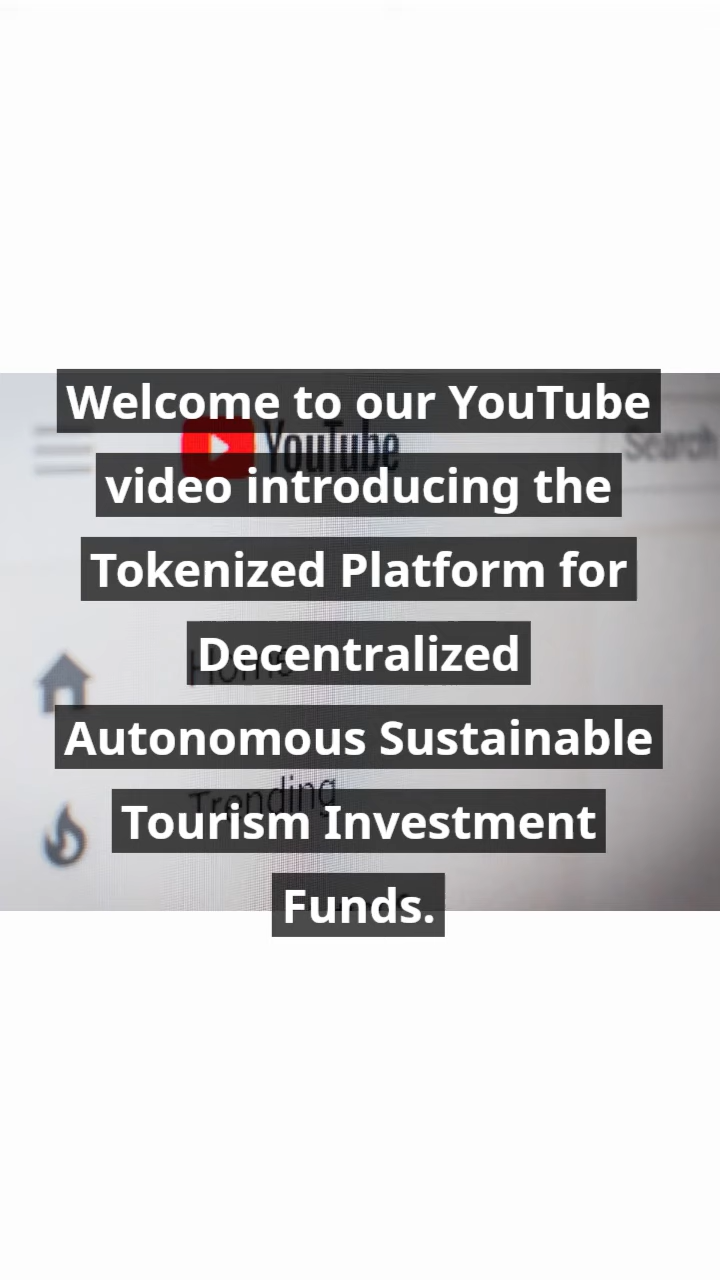 Welcome to our YouTube
YouTube
Search
video introducing the
Tokenized Platform for
Decentralized
Home
Autonomous Sustainable
Trending
Tourism Investment
Funds.